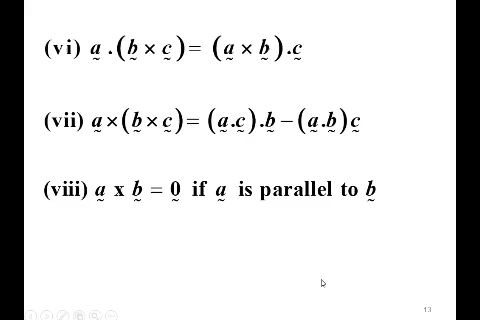 (vi) a̰ . (b̰ × c̰) = (a̰ × b̰) . c̰
(vii) a̰ × (b̰ × c̰) = (a̰ . c̰) . b̰ − (a̰ . b̰) c̰
(viii) a̰ x b̰ = 0̰ if a̰ is parallel to b̰
13